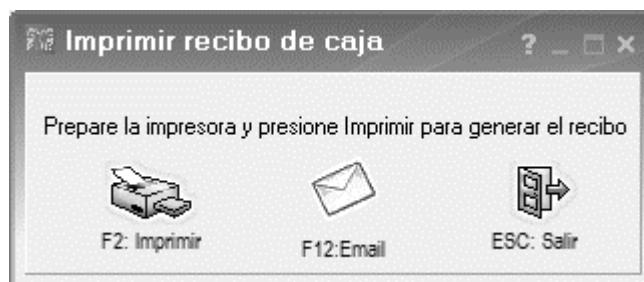 Imprimir recibo de caja
Prepare la impresora y presione Imprimir para generar el recibo
F2: Imprimir F12:Email ESC: Salir